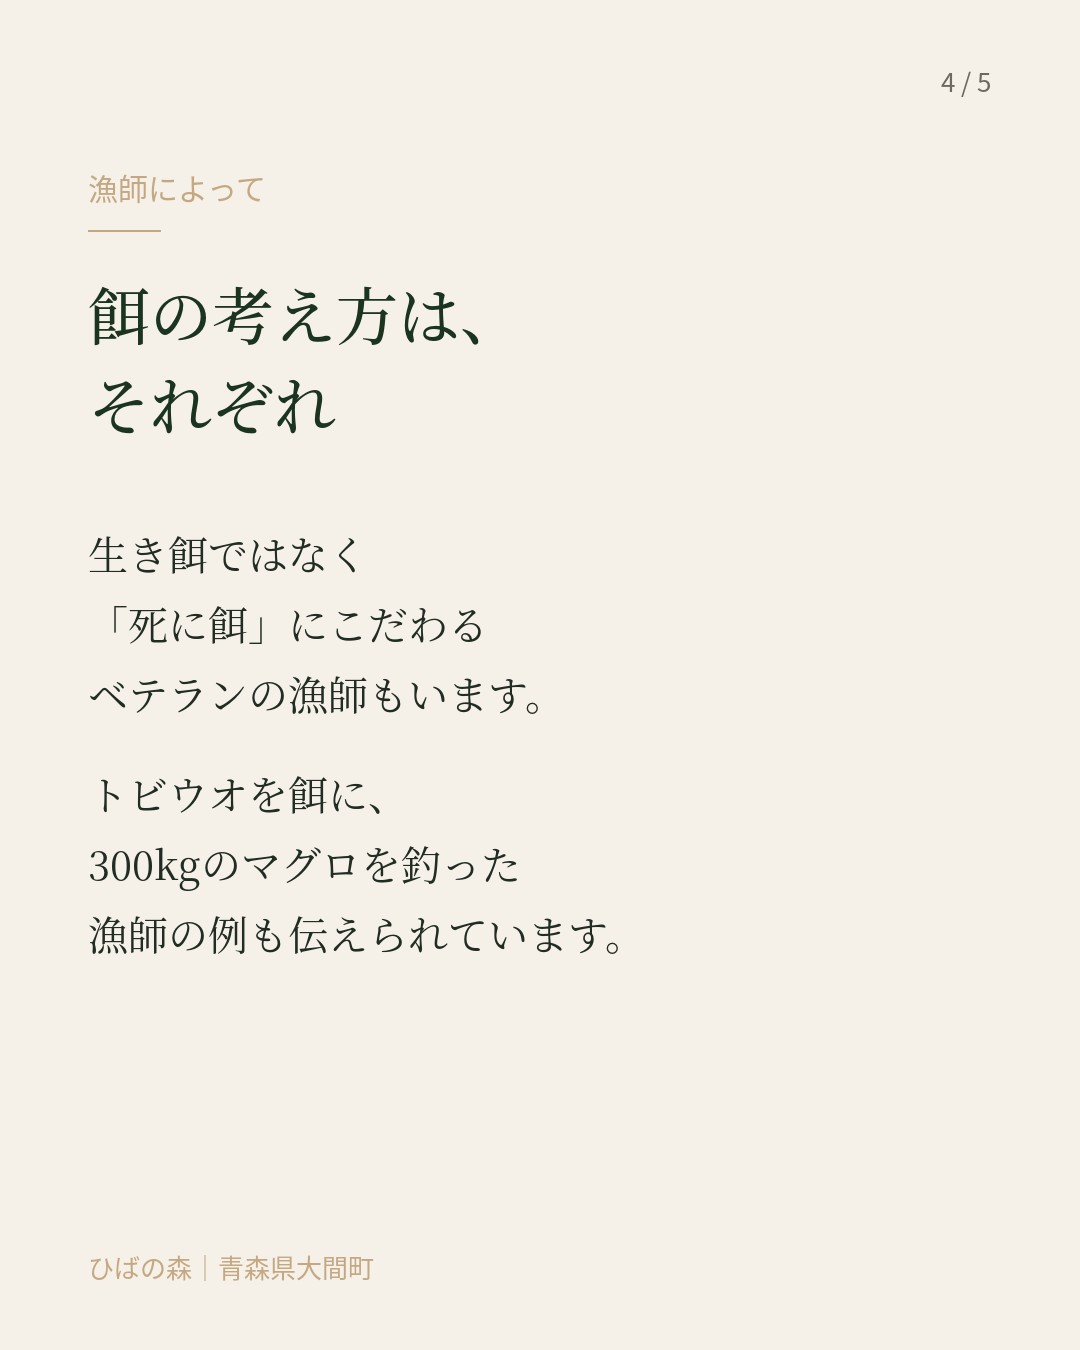 4 / 5
漁師によって
餌の考え方は、
それぞれ
生き餌ではなく
「死に餌」にこだわる
ベテランの漁師もいます。
トビウオを餌に、
300kgのマグロを釣った
漁師の例も伝えられています。
ひばの森｜青森県大間町